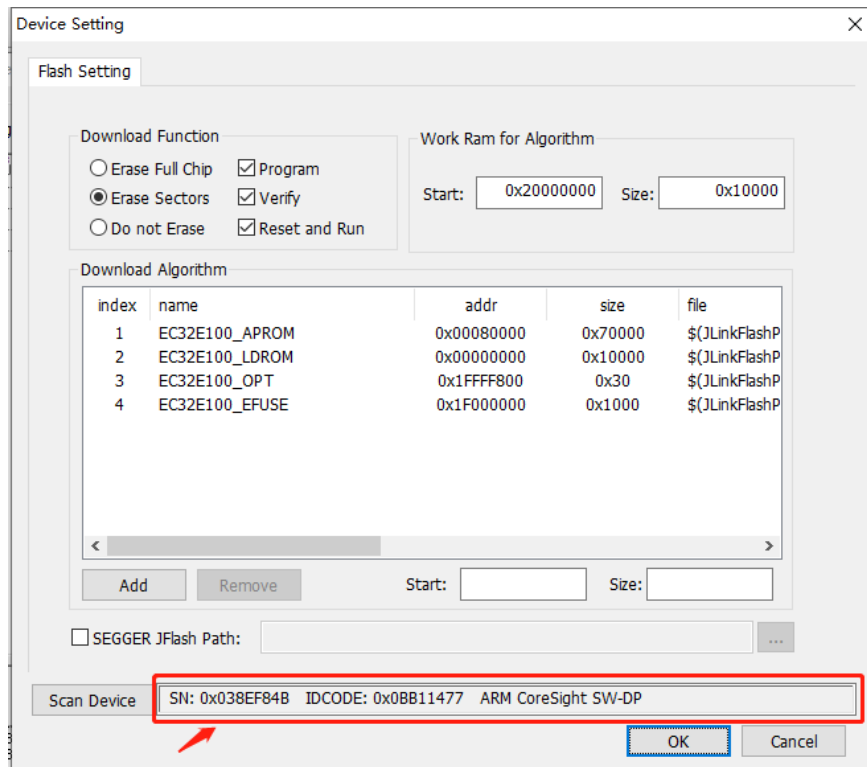 Device Setting
Flash Setting
Download Function
Erase Full Chip Program
Erase Sectors Verify
Do not Erase Reset and Run
Work Ram for Algorithm
Start: 0x20000000 Size: 0x10000
Download Algorithm
index name addr size file
1 EC32E100_APROM 0x00080000 0x70000 $(JLinkFlashP
2 EC32E100_LDROM 0x00000000 0x10000 $(JLinkFlashP
3 EC32E100_OPT 0x1FFFF800 0x30 $(JLinkFlashP
4 EC32E100_EFUSE 0x1F000000 0x1000 $(JLinkFlashP
Add Remove Start: Size:
SEGGER JFlash Path: ...
Scan Device SN: 0x038EF84B IDCODE: 0x0BB11477 ARM CoreSight SW-DP
OK Cancel